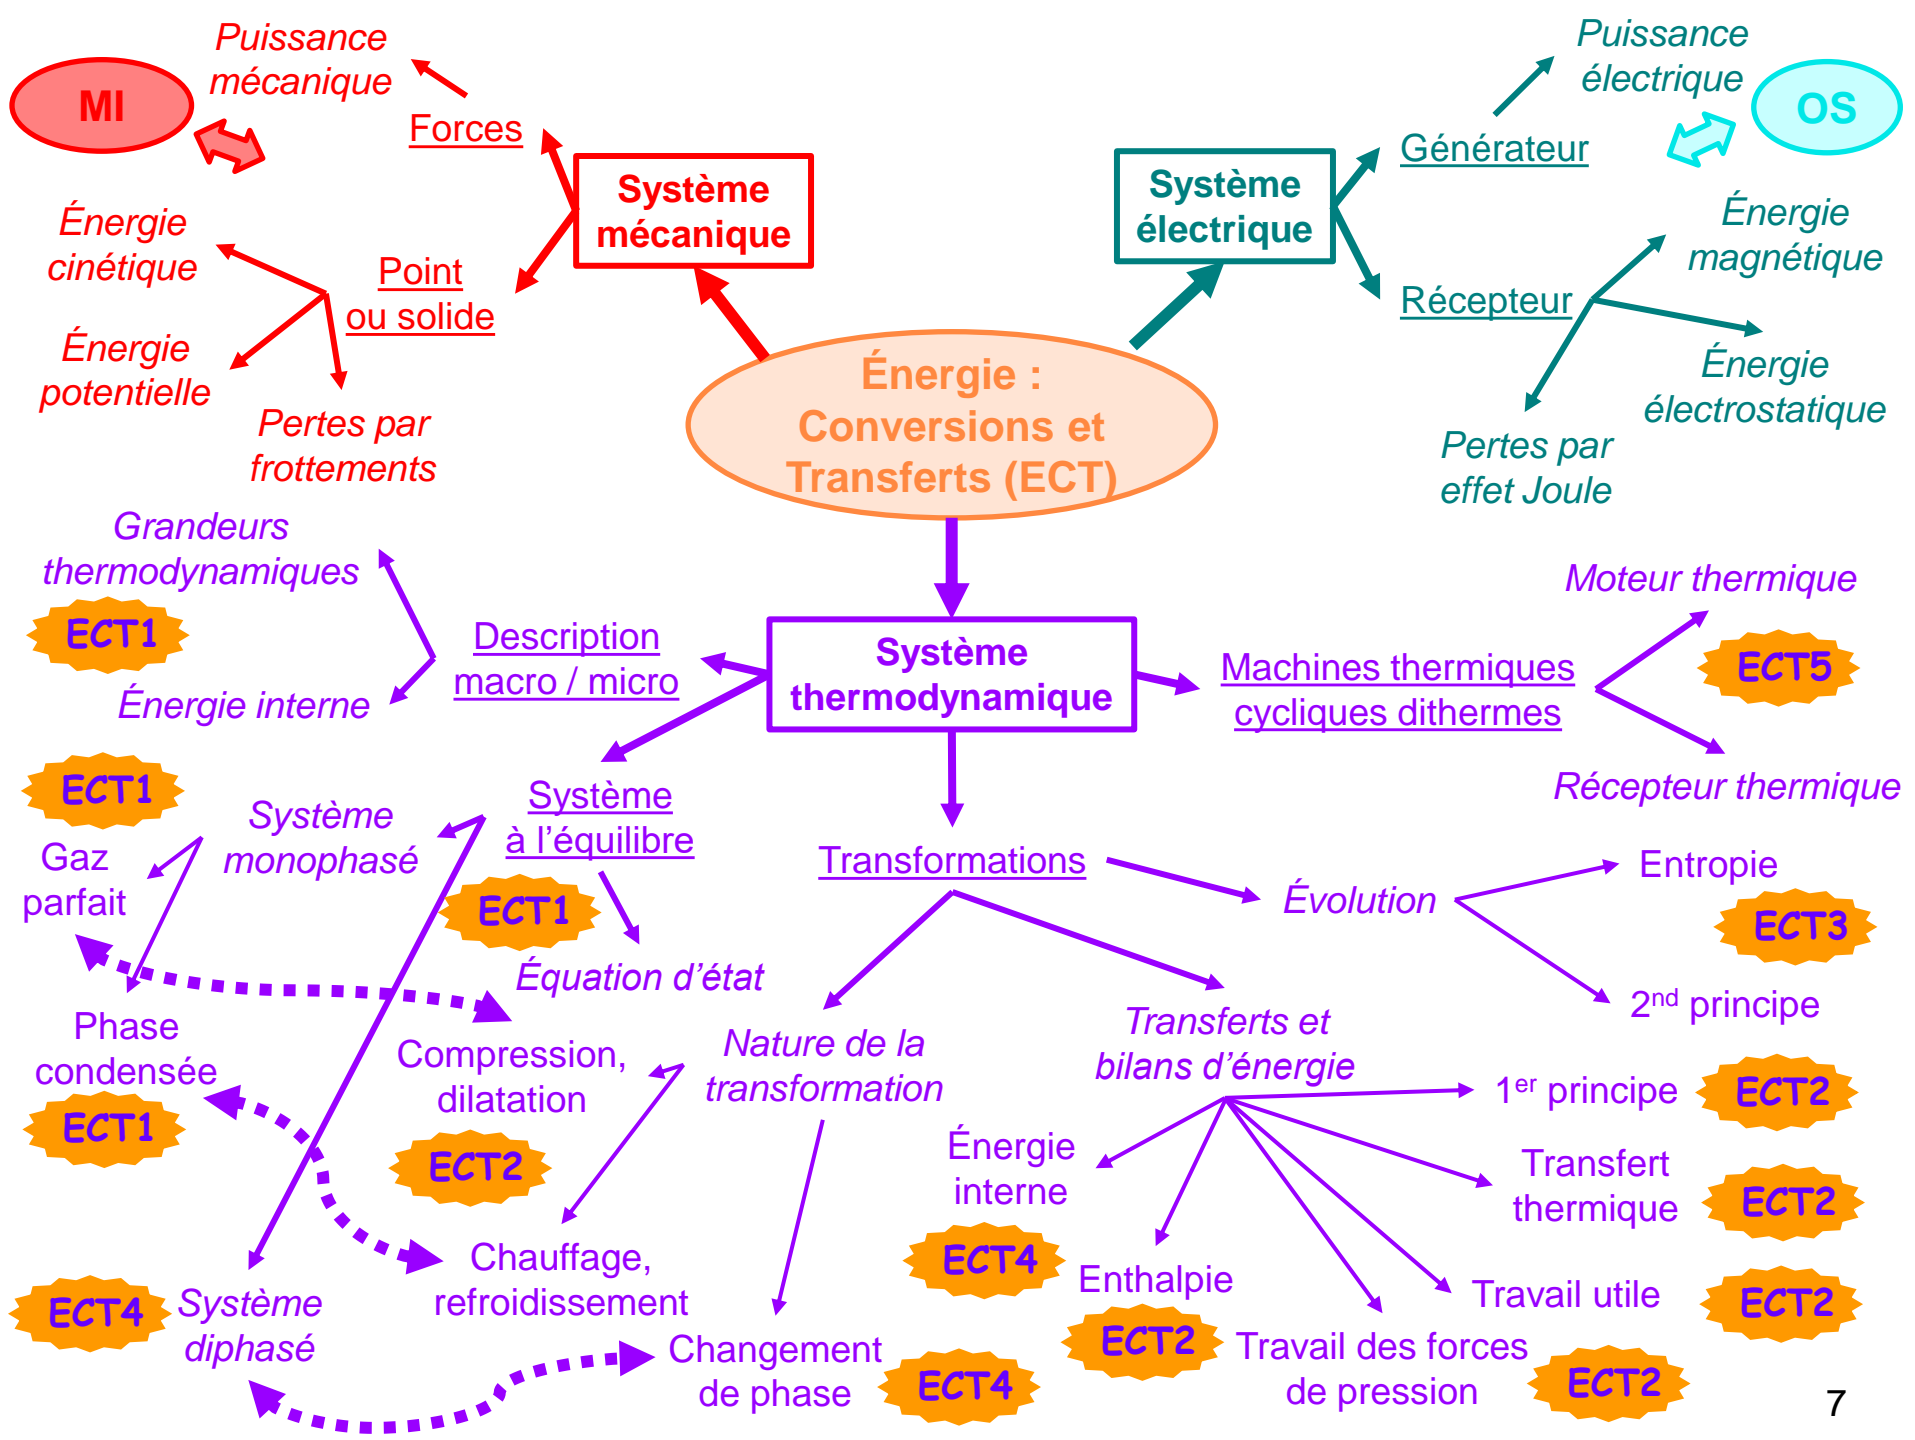 Puissance
mécanique
MI
Forces
Système
mécanique
Énergie
cinétique
Point
ou solide
Énergie
potentielle
Pertes par
frottements
Puissance
électrique
OS
Générateur
Système
électrique
Énergie
magnétique
Récepteur
Énergie
électrostatique
Pertes par
effet Joule
Énergie :
Conversions et
Transferts (ECT)
Grandeurs
thermodynamiques
ECT1
Description
macro / micro
Énergie interne
Système
thermodynamique
Moteur thermique
Machines thermiques
cycliques dithermes
ECT5
Récepteur thermique
ECT1
Système
monophasé
Système
à l’équilibre
Gaz
parfait
ECT1
Équation d’état
Transformations
Évolution
Entropie
ECT3
2nd principe
Phase
condensée
ECT1
Compression,
dilatation
ECT2
Nature de la
transformation
Transferts et
bilans d’énergie
1er principe
ECT2
Énergie
interne
ECT4
Transfert
thermique
ECT2
Chauffage,
refroidissement
Enthalpie
ECT2
Travail utile
ECT2
ECT4
Système
diphasé
Changement
de phase
ECT4
Travail des forces
de pression
ECT2
7